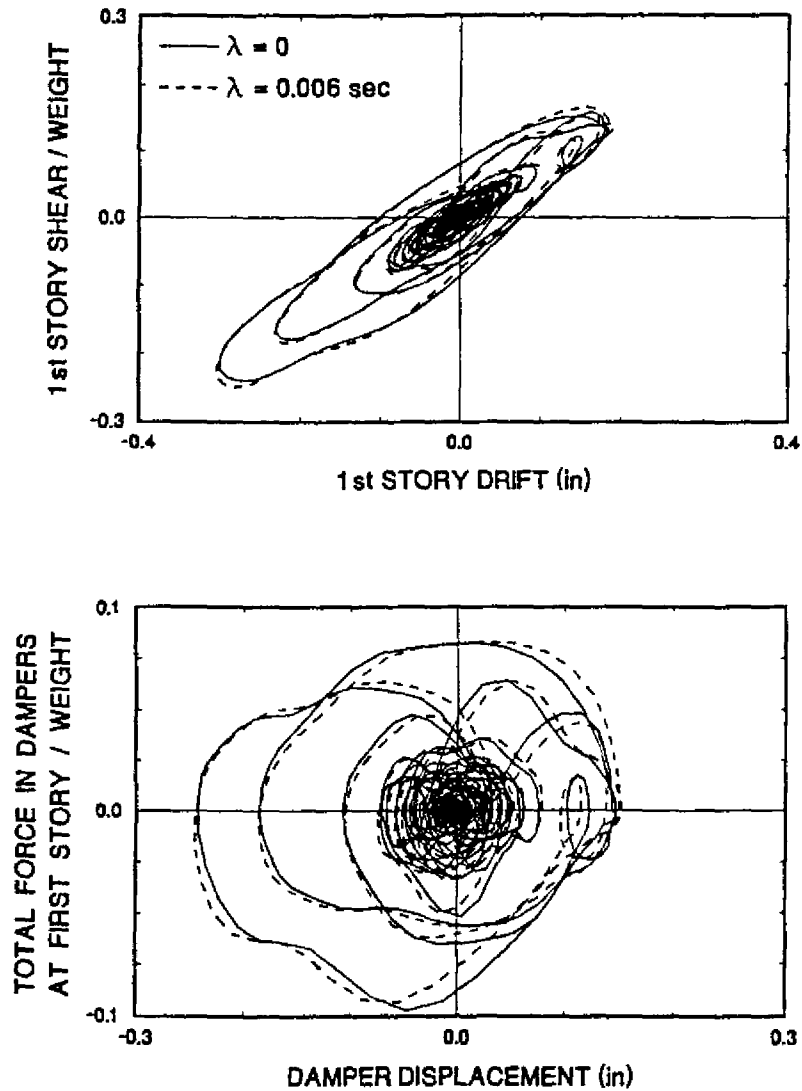 0.3
λ = 0
λ = 0.006 sec
1st STORY SHEAR / WEIGHT
0.0
-0.3
-0.4
0.0
0.4
1st STORY DRIFT (in)
0.1
TOTAL FORCE IN DAMPERS
AT FIRST STORY / WEIGHT
0.0
-0.1
-0.3
0.0
0.3
DAMPER DISPLACEMENT (in)